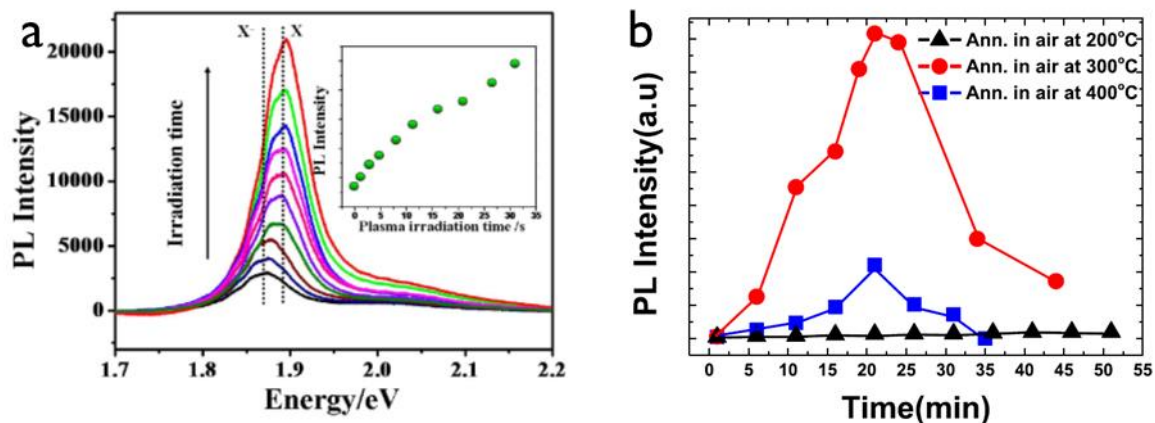 a
X⁻ X
20000
15000
10000
5000
0
PL Intensity
Irradiation time
PL Intensity
0 5 10 15 20 25 30 35
Plasma irradiation time /s
1.7 1.8 1.9 2.0 2.1 2.2
Energy/eV
b
Ann. in air at 200°C
Ann. in air at 300°C
Ann. in air at 400°C
PL Intensity(a.u)
0 5 10 15 20 25 30 35 40 45 50 55
Time(min)